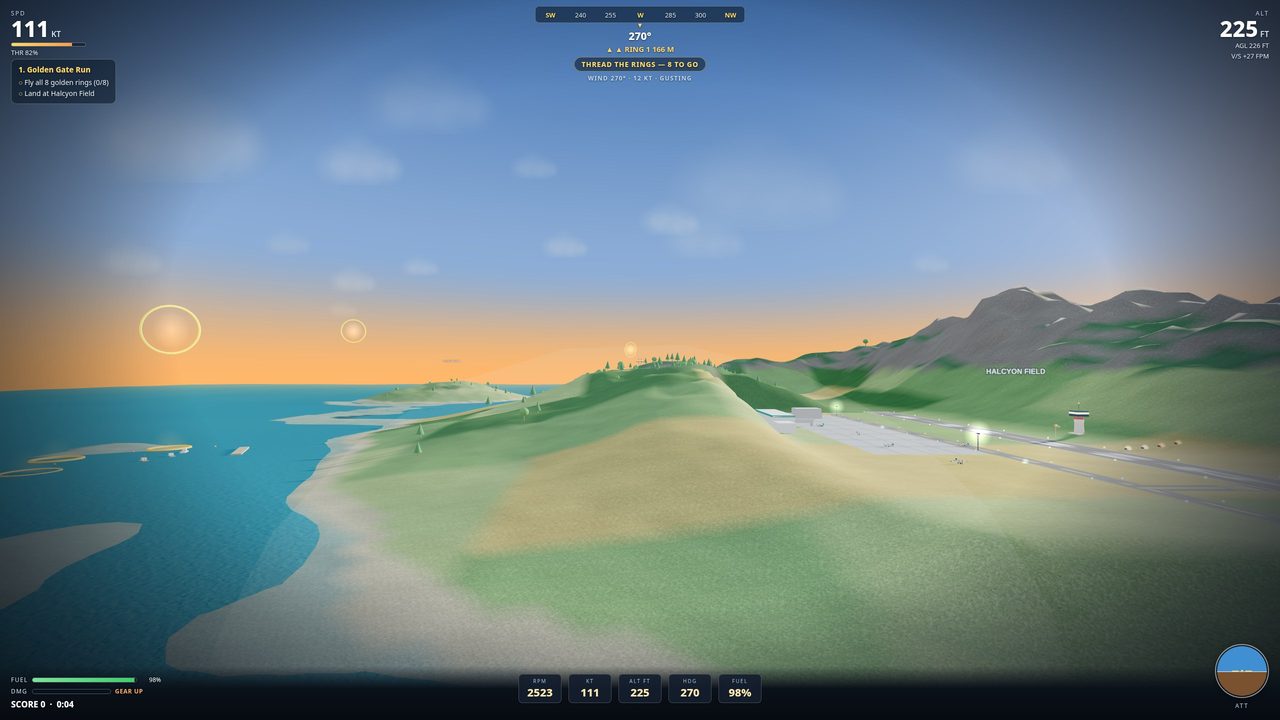 SPD
111 KT
THR 82%
1. Golden Gate Run
○ Fly all 8 golden rings (0/8)
○ Land at Halcyon Field
SW 240 255 W 285 300 NW
▼
270°
▲ ▲ RING 1 166 M
THREAD THE RINGS — 8 TO GO
WIND 270° · 12 KT · GUSTING
ALT
225 FT
AGL 226 FT
V/S +27 FPM
HALCYON FIELD
FUEL 98%
DMG GEAR UP
SCORE 0 · 0:04
RPM
2523
KT
111
ALT FT
225
HDG
270
FUEL
98%
ATT